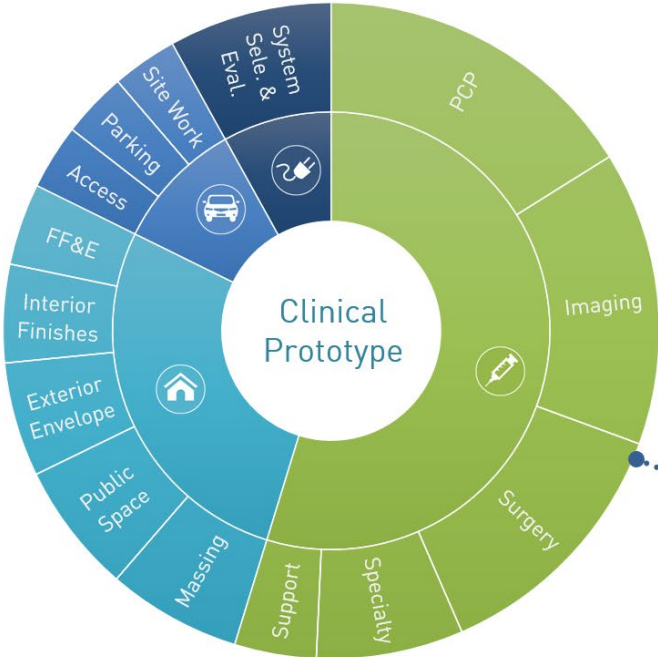 Clinical
Prototype
PCP
Imaging
Surgery
Specialty
Support
Massing
Public
Space
Exterior
Envelope
Interior
Finishes
FF&E
Access
Parking
Site Work
System
Sele. &
Eval.